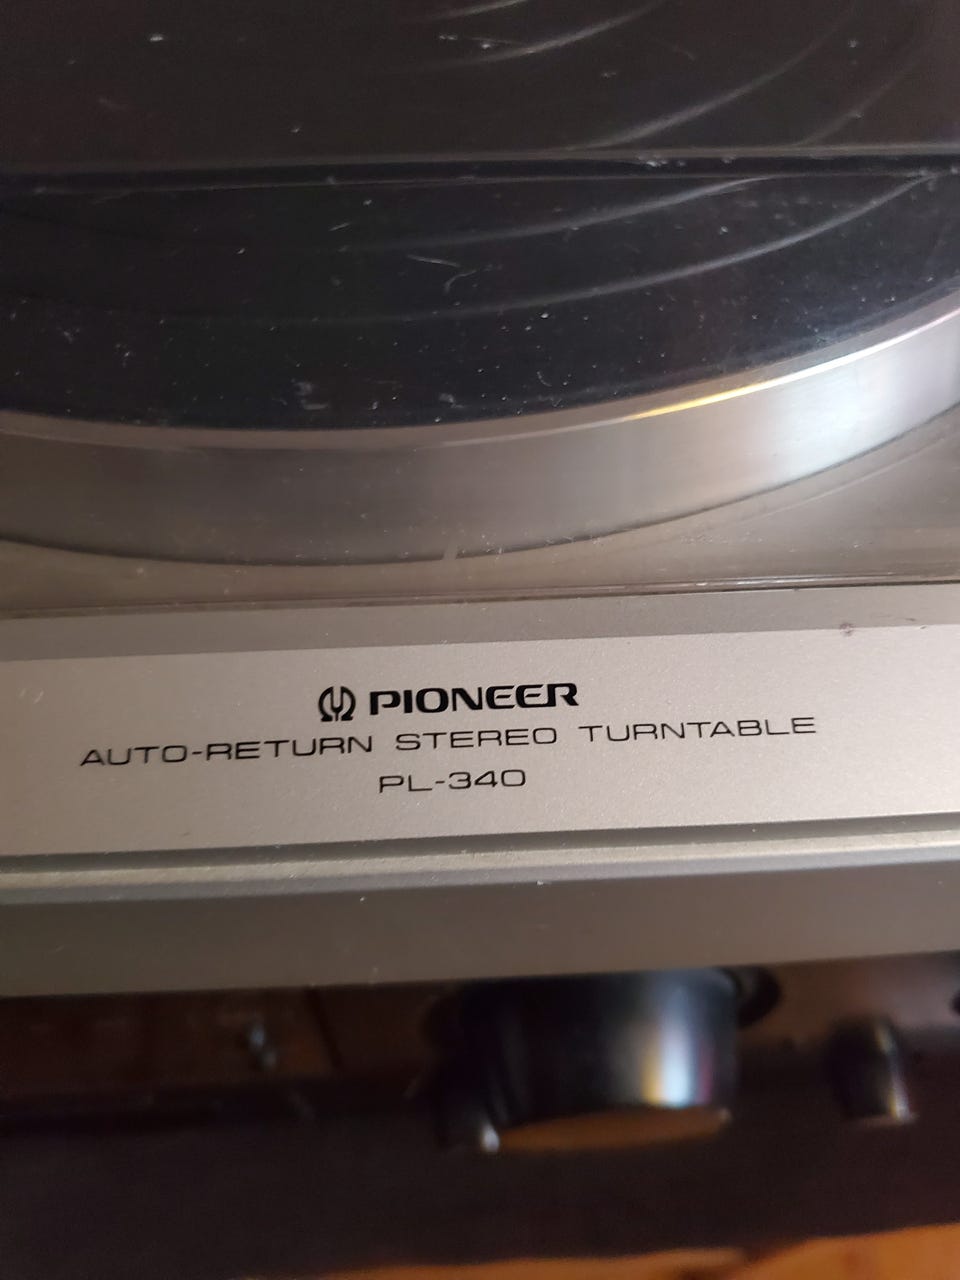 PIONEER
AUTO-RETURN STEREO TURNTABLE
PL-340